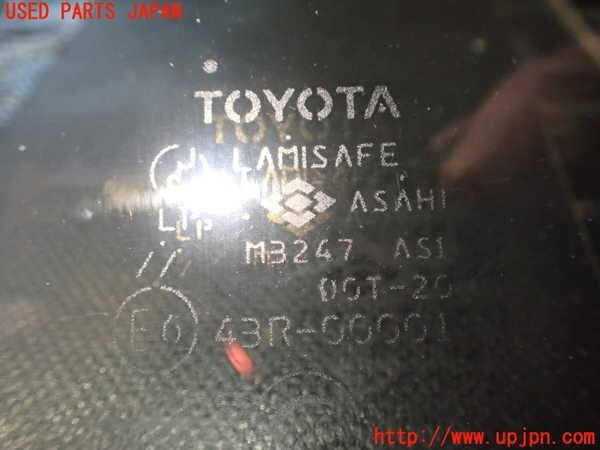 USED PARTS JAPAN
TOYOTA
LAMISAFE
ASAHI
M3247 AS1
DOT-20
E6 43R-00001
http://www.upjpn.com